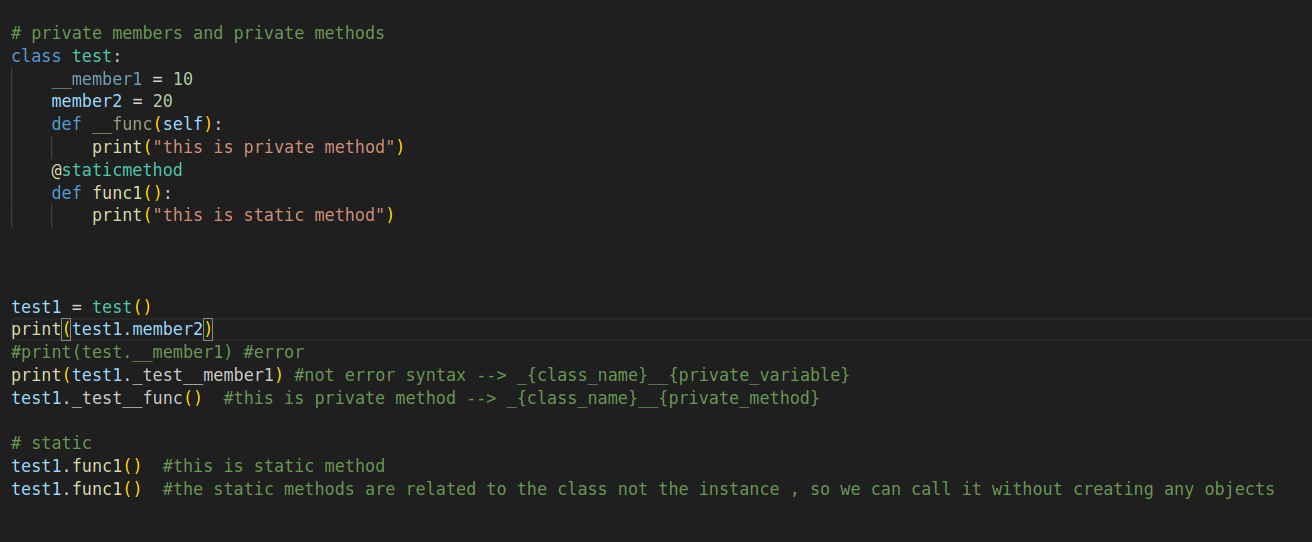 # private members and private methods
class test:
    __member1 = 10
    member2 = 20
    def __func(self):
        print("this is private method")
    @staticmethod
    def func1():
        print("this is static method")
test1 = test()
print(test1.member2)
#print(test.__member1) #error
print(test1._test__member1) #not error syntax --> _{class_name}__{private_variable}
test1._test__func()  #this is private method --> _{class_name}__{private_method}
# static
test1.func1()  #this is static method
test1.func1()  #the static methods are related to the class not the instance , so we can call it without creating any objects